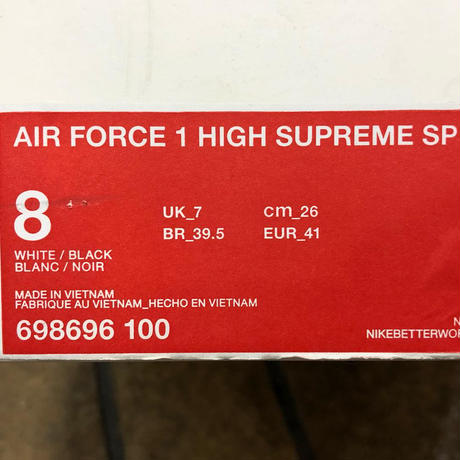 AIR FORCE 1 HIGH SUPREME SP
8
UK_7 cm_26
BR_39.5 EUR_41
WHITE / BLACK
BLANC / NOIR
MADE IN VIETNAM
FABRIQUE AU VIETNAM_HECHO EN VIETNAM
698696 100
NIKEBETTERWOR